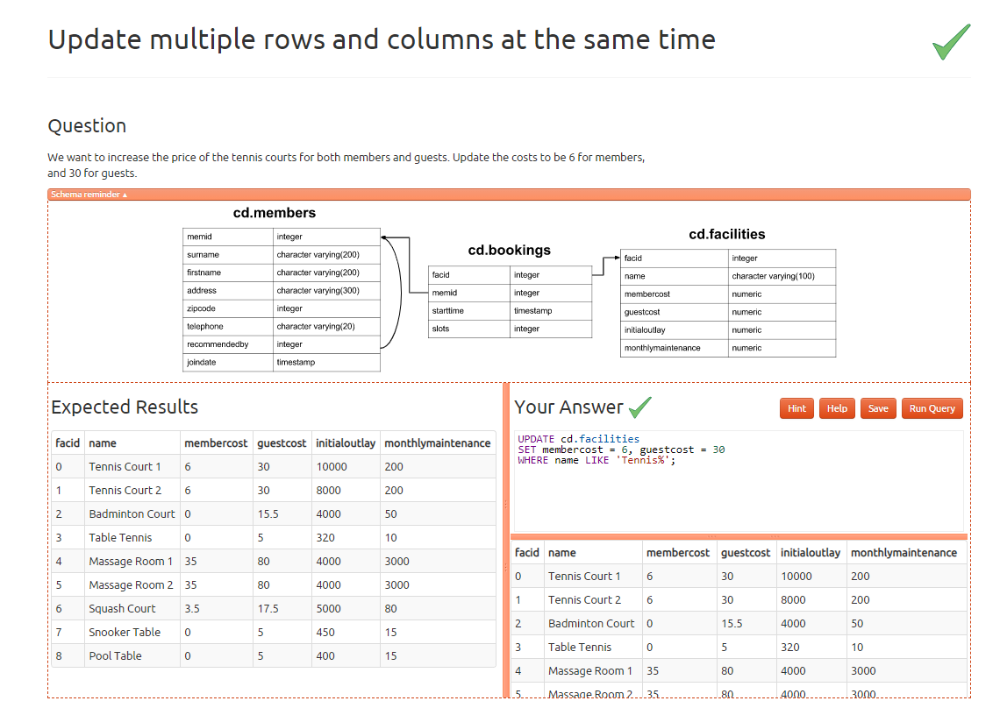 Update multiple rows and columns at the same time
Question
We want to increase the price of the tennis courts for both members and guests. Update the costs to be 6 for members,
and 30 for guests.
Schema reminder ▴
cd.members
memid integer
surname character varying(200)
firstname character varying(200)
address character varying(300)
zipcode integer
telephone character varying(20)
recommendedby integer
joindate timestamp
cd.bookings
facid integer
memid integer
starttime timestamp
slots integer
cd.facilities
facid integer
name character varying(100)
membercost numeric
guestcost numeric
initialoutlay numeric
monthlymaintenance numeric
Expected Results
facid name membercost guestcost initialoutlay monthlymaintenance
0 Tennis Court 1 6 30 10000 200
1 Tennis Court 2 6 30 8000 200
2 Badminton Court 0 15.5 4000 50
3 Table Tennis 0 5 320 10
4 Massage Room 1 35 80 4000 3000
5 Massage Room 2 35 80 4000 3000
6 Squash Court 3.5 17.5 5000 80
7 Snooker Table 0 5 450 15
8 Pool Table 0 5 400 15
Your Answer
Hint Help Save Run Query
UPDATE cd.facilities
SET membercost = 6, guestcost = 30
WHERE name LIKE 'Tennis%';
facid name membercost guestcost initialoutlay monthlymaintenance
0 Tennis Court 1 6 30 10000 200
1 Tennis Court 2 6 30 8000 200
2 Badminton Court 0 15.5 4000 50
3 Table Tennis 0 5 320 10
4 Massage Room 1 35 80 4000 3000
5 Massage Room 2 35 80 4000 3000